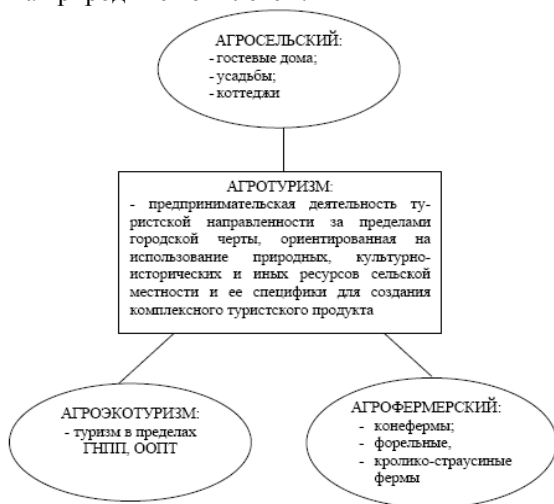 АГРОСЕЛЬСКИЙ:
- гостевые дома;
- усадьбы;
- коттеджи
АГРОТУРИЗМ:
- предпринимательская деятельность ту-
ристской направленности за пределами
городской черты, ориентированная на
использование природных, культурно-
исторических и иных ресурсов сельской
местности и ее специфики для создания
комплексного туристского продукта
АГРОЭКОТУРИЗМ:
- туризм в пределах
ГНПП, ООПТ
АГРОФЕРМЕРСКИЙ:
- конефермы;
- форельные,
- кролико-страусиные
фермы